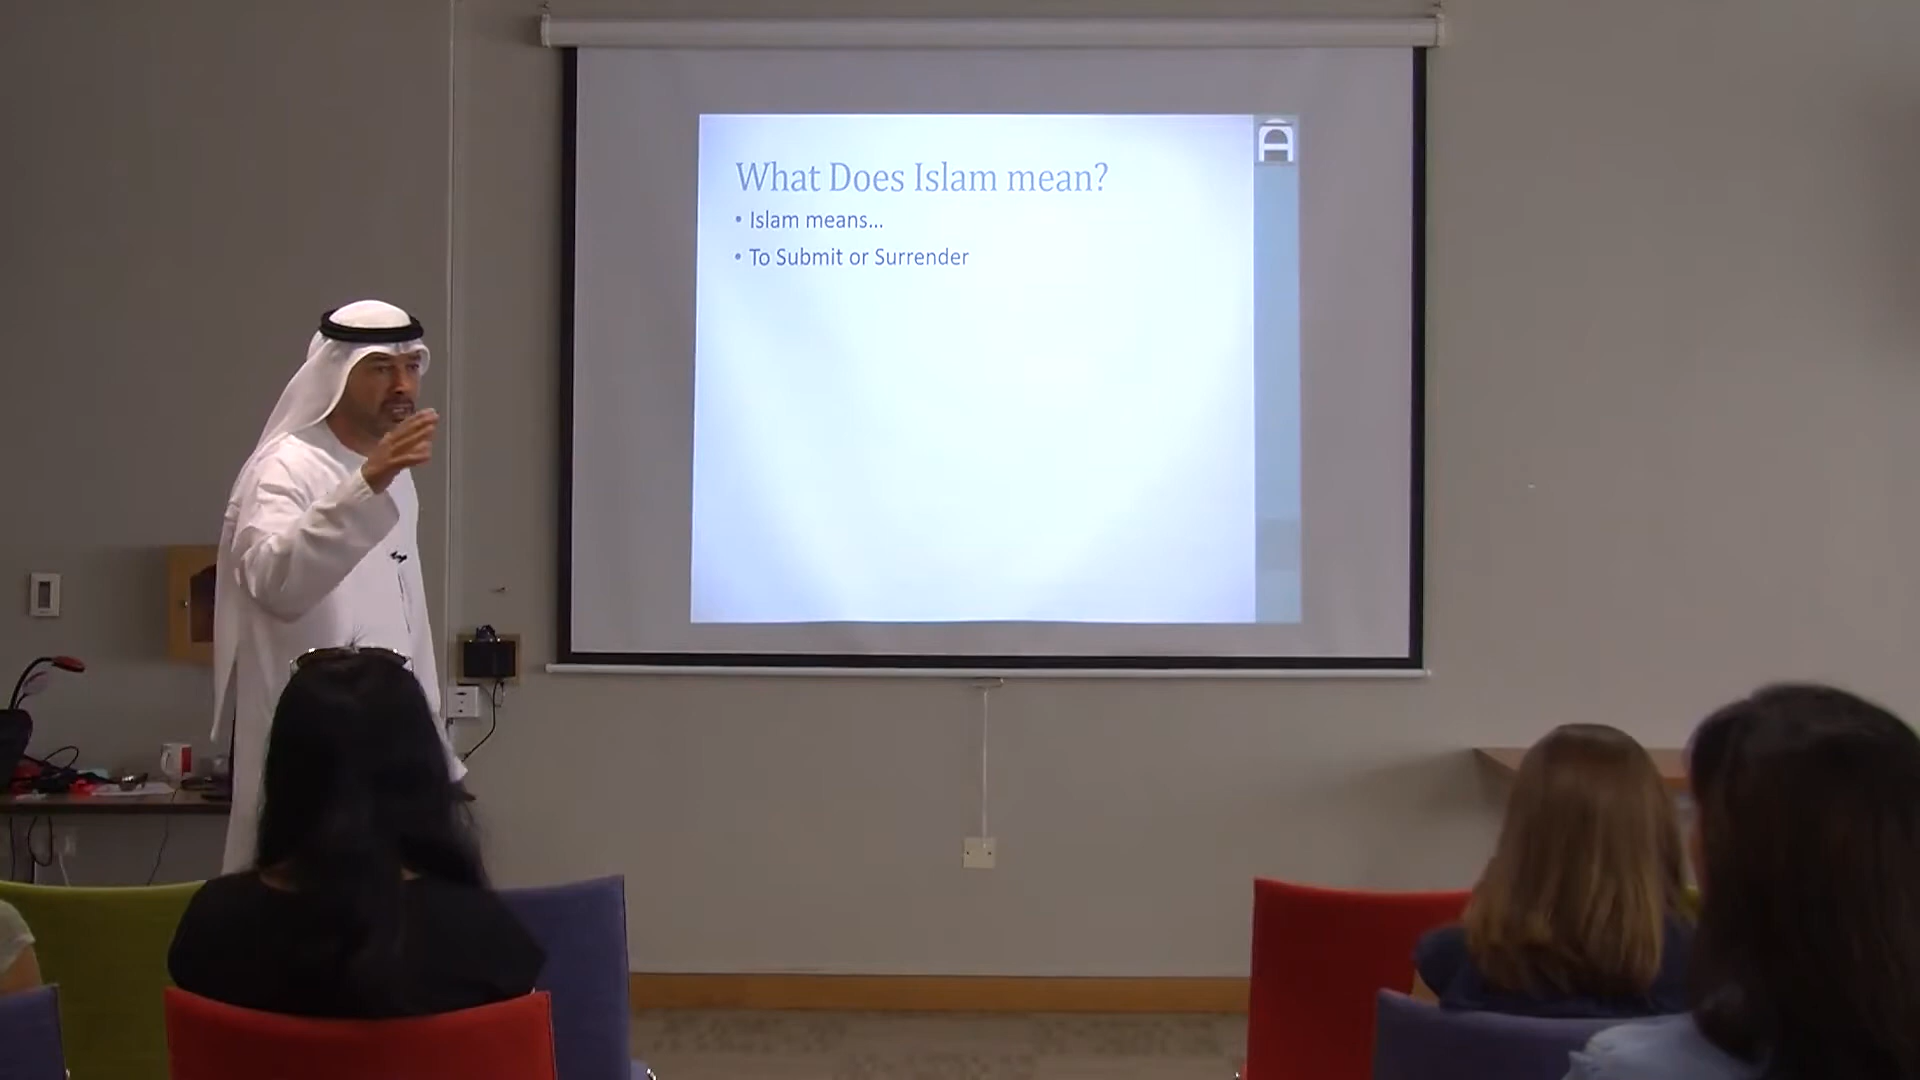 What Does Islam mean?
• Islam means...
• To Submit or Surrender